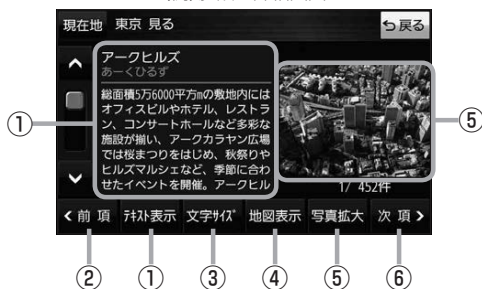 現在地 東京 見る
戻る
アークヒルズ
あーくひるず
総面積5万6000平方mの敷地内には
オフィスビルやホテル、レストラ
ン、コンサートホールなど多彩な
施設が揃い、アークカラヤン広場
では桜まつりをはじめ、秋祭りや
ヒルズマルシェなど、季節に合わ
せたイベントを開催。アークヒル
① ⑤
1/ 452件
前 項 ﾃｷｽﾄ表示 文字ｻｲｽﾞ 地図表示 写真拡大 次 項
② ① ③ ④ ⑤ ⑥